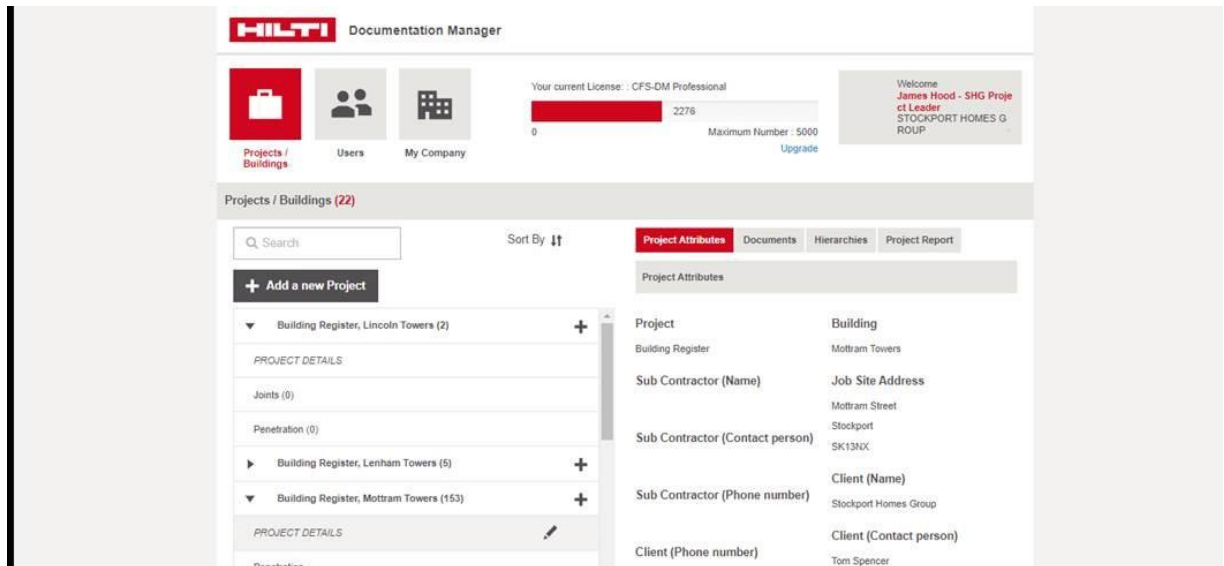 HILTI Documentation Manager
Projects / Buildings
Users
My Company
Your current License: : CFS-DM Professional
2276
0 Maximum Number : 5000
Upgrade
Welcome
James Hood - SHG Proje
ct Leader
STOCKPORT HOMES G
ROUP
Projects / Buildings (22)
Search
Sort By
Add a new Project
Building Register, Lincoln Towers (2)
PROJECT DETAILS
Joints (0)
Penetration (0)
Building Register, Lenham Towers (5)
Building Register, Mottram Towers (153)
PROJECT DETAILS
Penetration
Project Attributes Documents Hierarchies Project Report
Project Attributes
Project
Building Register
Building
Mottram Towers
Sub Contractor (Name)
Job Site Address
Mottram Street
Stockport
SK13NX
Sub Contractor (Contact person)
Client (Name)
Stockport Homes Group
Sub Contractor (Phone number)
Client (Contact person)
Tom Spencer
Client (Phone number)